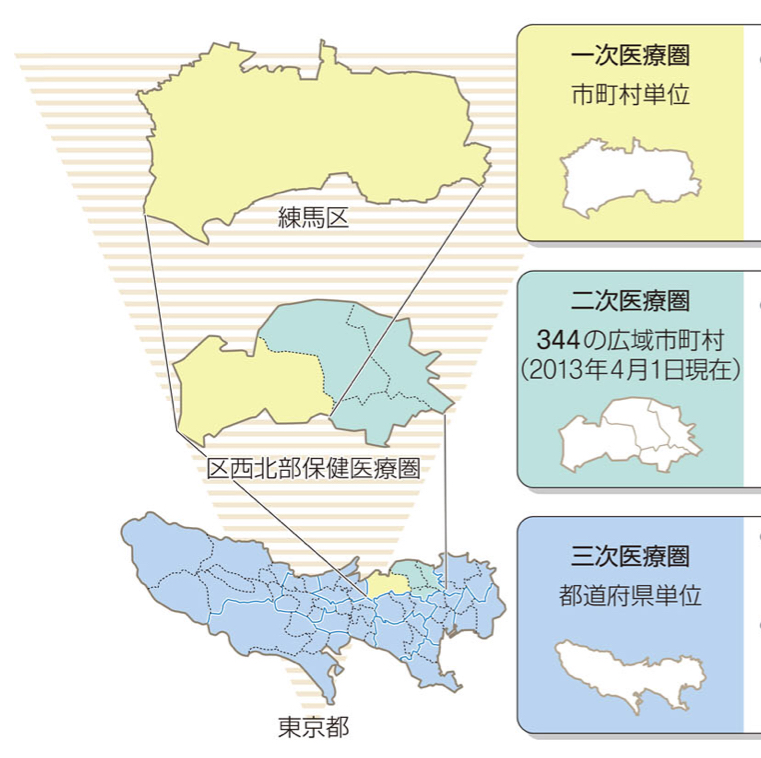 練馬区
区西北部保健医療圏
東京都
一次医療圏
市町村単位
二次医療圏
344の広域市町村
(2013年4月1日現在)
三次医療圏
都道府県単位